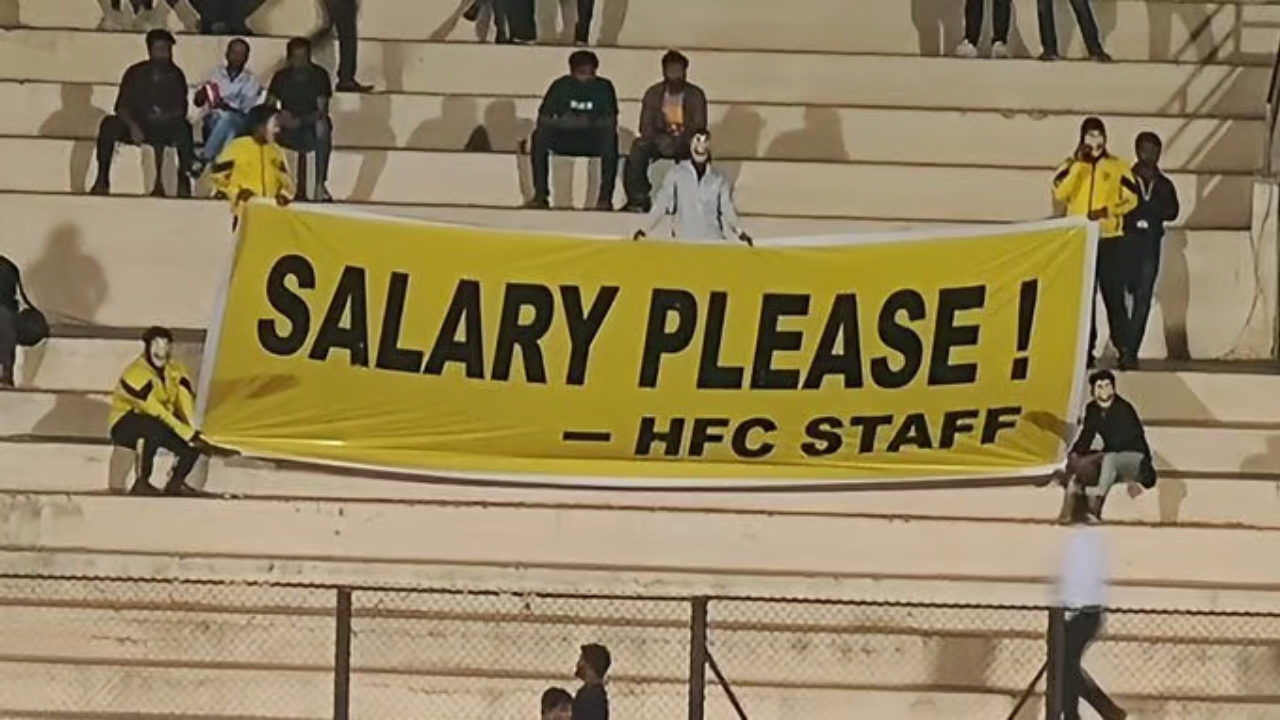 SALARY PLEASE !
— HFC STAFF